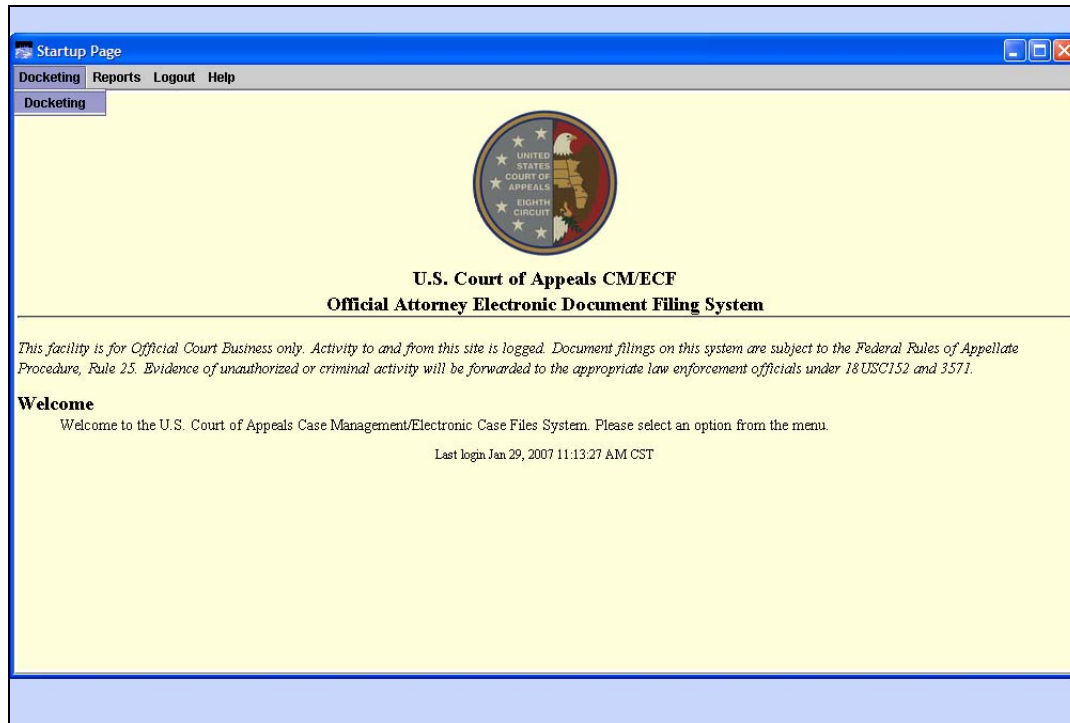 Startup Page
Docketing Reports Logout Help
Docketing
UNITED
STATES
COURT OF
APPEALS
EIGHTH
CIRCUIT
U.S. Court of Appeals CM/ECF
Official Attorney Electronic Document Filing System
This facility is for Official Court Business only. Activity to and from this site is logged. Document filings on this system are subject to the Federal Rules of Appellate
Procedure, Rule 25. Evidence of unauthorized or criminal activity will be forwarded to the appropriate law enforcement officials under 18 USC152 and 3571.
Welcome
Welcome to the U.S. Court of Appeals Case Management/Electronic Case Files System. Please select an option from the menu.
Last login Jan 29, 2007 11:13:27 AM CST